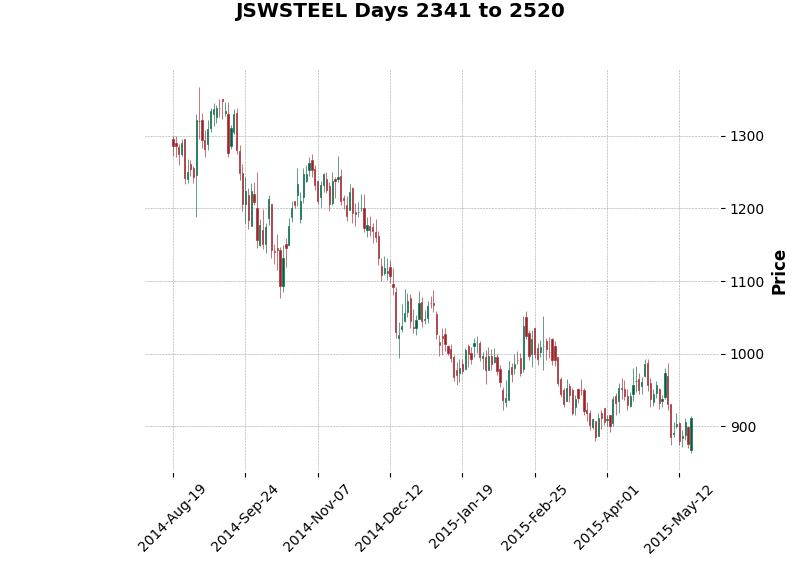 JSWSTEEL Days 2341 to 2520
1300
1200
1100
1000
900
Price
2014-Aug-19
2014-Sep-24
2014-Nov-07
2014-Dec-12
2015-Jan-19
2015-Feb-25
2015-Apr-01
2015-May-12